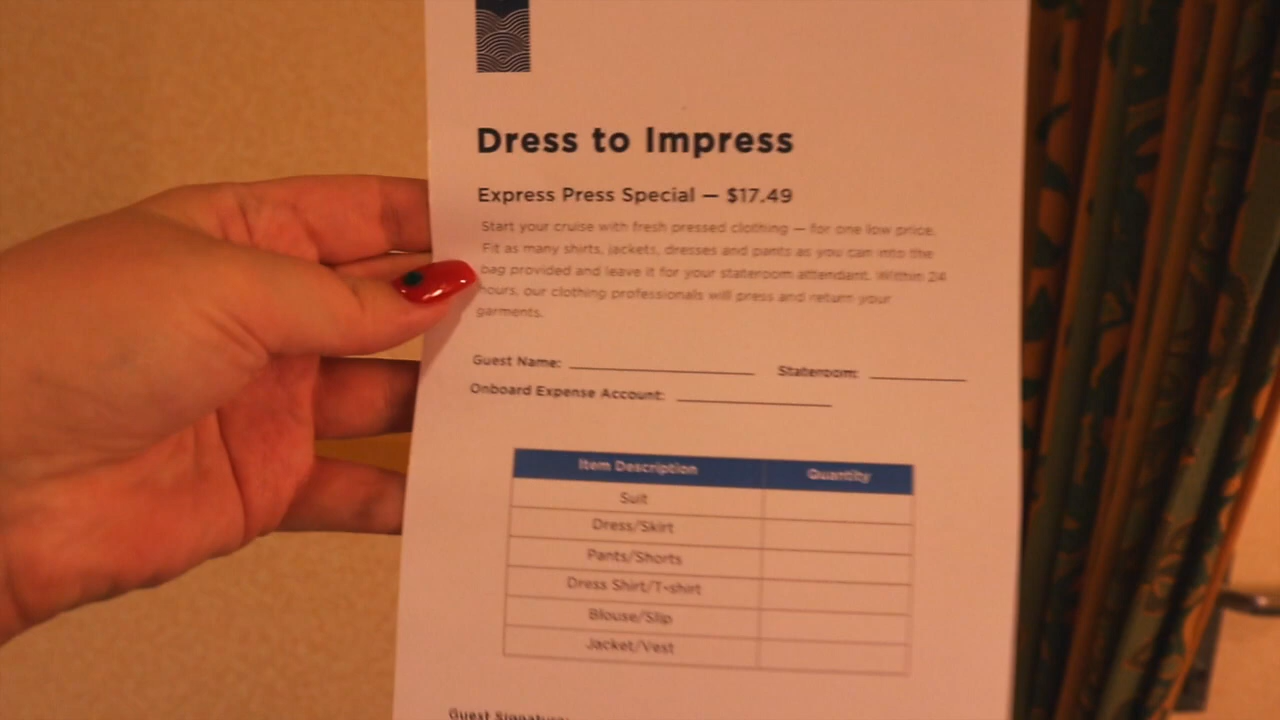 Dress to Impress
Express Press Special — $17.49
Start your cruise with fresh pressed clothing — for one low price.
Fit as many shirts, jackets, dresses and pants as you can into the
bag provided and leave it for your stateroom attendant. Within 24
hours, our clothing professionals will press and return your
garments.
Guest Name: Stateroom:
Onboard Expense Account:
Item Description Quantity
Suit
Dress/Skirt
Pants/Shorts
Dress Shirt/T-shirt
Blouse/Slip
Jacket/Vest
Guest Signature: